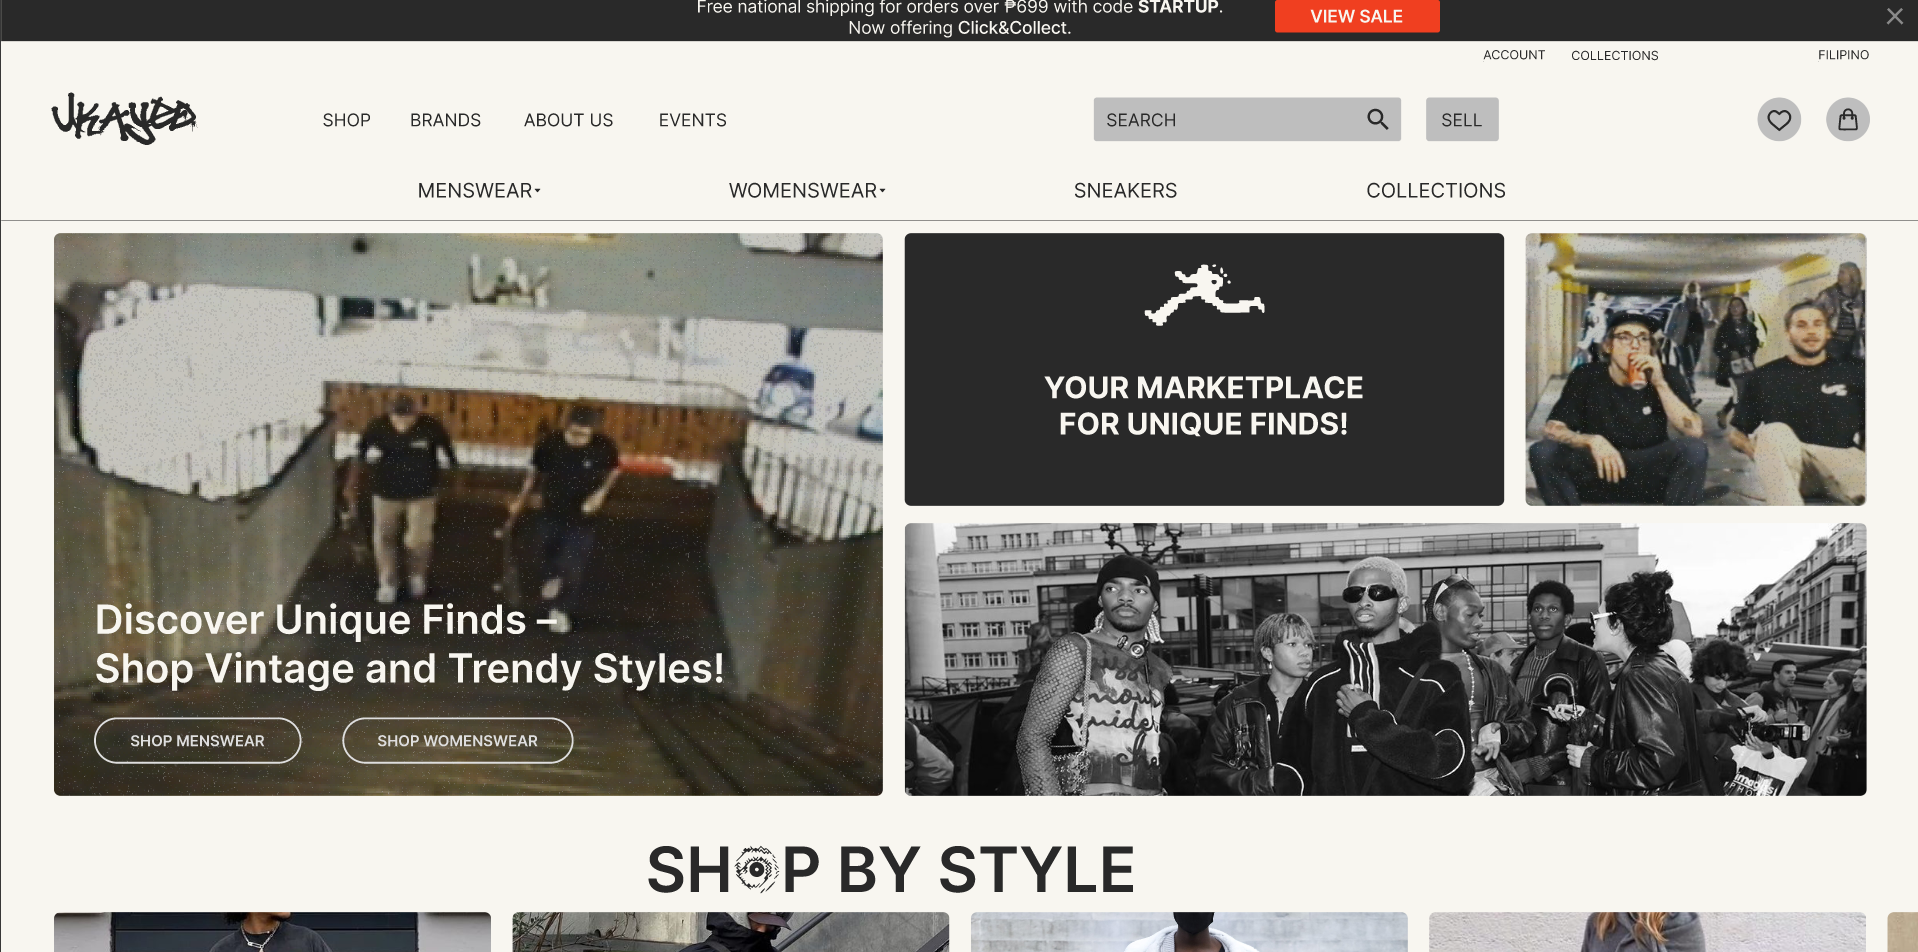 Free national shipping for orders over ₱699 with code STARTUP.
Now offering Click&Collect.
VIEW SALE
ACCOUNT
COLLECTIONS
FILIPINO
UKAYCO
SHOP
BRANDS
ABOUT US
EVENTS
SEARCH
SELL
MENSWEAR
WOMENSWEAR
SNEAKERS
COLLECTIONS
Discover Unique Finds –
Shop Vintage and Trendy Styles!
SHOP MENSWEAR
SHOP WOMENSWEAR
YOUR MARKETPLACE
FOR UNIQUE FINDS!
SHOP BY STYLE